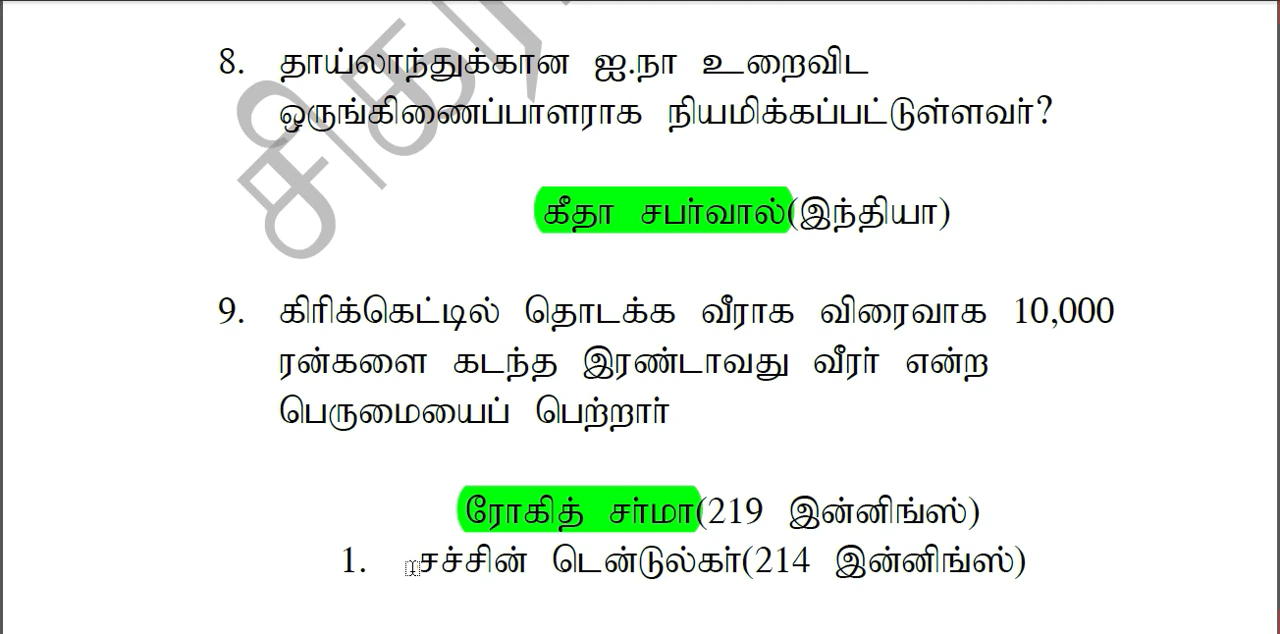 சிகர
8. தாய்லாந்துக்கான ஐ.நா உறைவிட
ஒருங்கிணைப்பாளராக நியமிக்கப்பட்டுள்ளவர்?
கீதா சபர்வால்(இந்தியா)
9. கிரிக்கெட்டில் தொடக்க வீராக விரைவாக 10,000
ரன்களை கடந்த இரண்டாவது வீரர் என்ற
பெருமையைப் பெற்றார்
ரோகித் சர்மா(219 இன்னிங்ஸ்)
1. சச்சின் டென்டுல்கர்(214 இன்னிங்ஸ்)